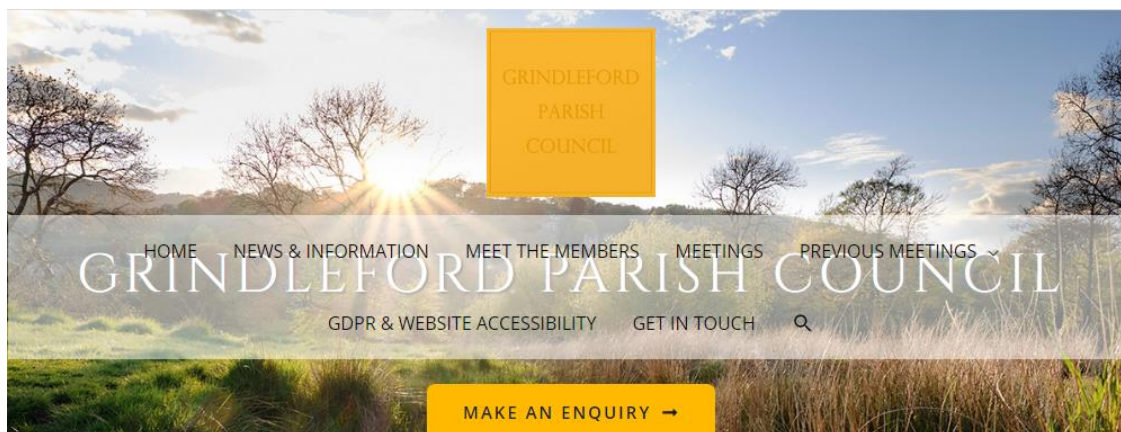 GRINDLEFORD
PARISH
COUNCIL
HOME NEWS & INFORMATION MEET THE MEMBERS MEETINGS PREVIOUS MEETINGS
GRINDLEFORD PARISH COUNCIL
GDPR & WEBSITE ACCESSIBILITY GET IN TOUCH
MAKE AN ENQUIRY →